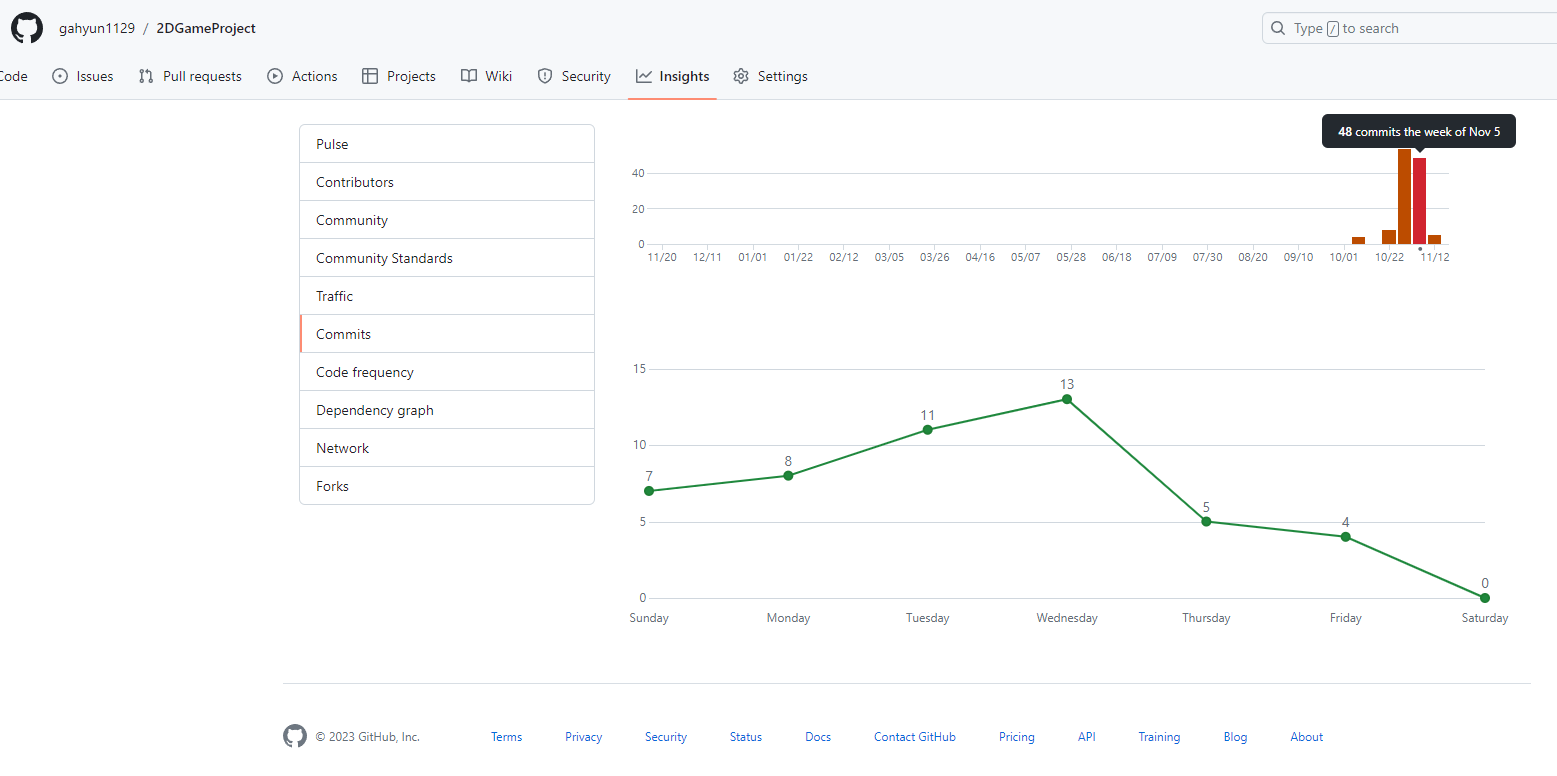 gahyun1129 / 2DGameProject
Type / to search
Code Issues Pull requests Actions Projects Wiki Security Insights Settings
Pulse
Contributors
Community
Community Standards
Traffic
Commits
Code frequency
Dependency graph
Network
Forks
48 commits the week of Nov 5
40
20
0
11/20 12/11 01/01 01/22 02/12 03/05 03/26 04/16 05/07 05/28 06/18 07/09 07/30 08/20 09/10 10/01 10/22 11/12
15
10
5
0
7 8 11 13 5 4 0
Sunday Monday Tuesday Wednesday Thursday Friday Saturday
© 2023 GitHub, Inc. Terms Privacy Security Status Docs Contact GitHub Pricing API Training Blog About